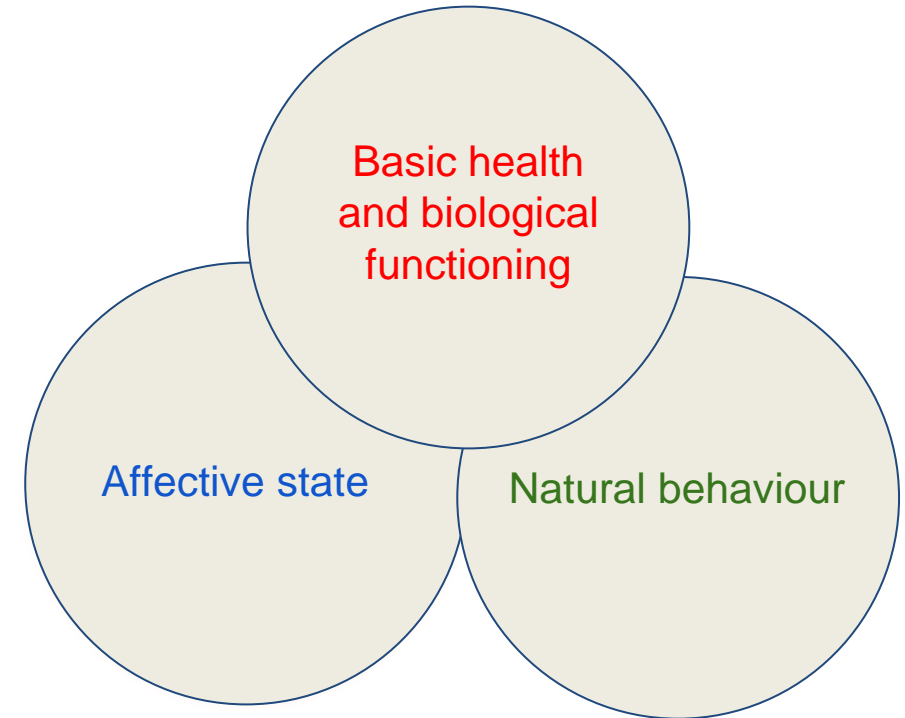 Basic health
and biological
functioning
Affective state
Natural behaviour